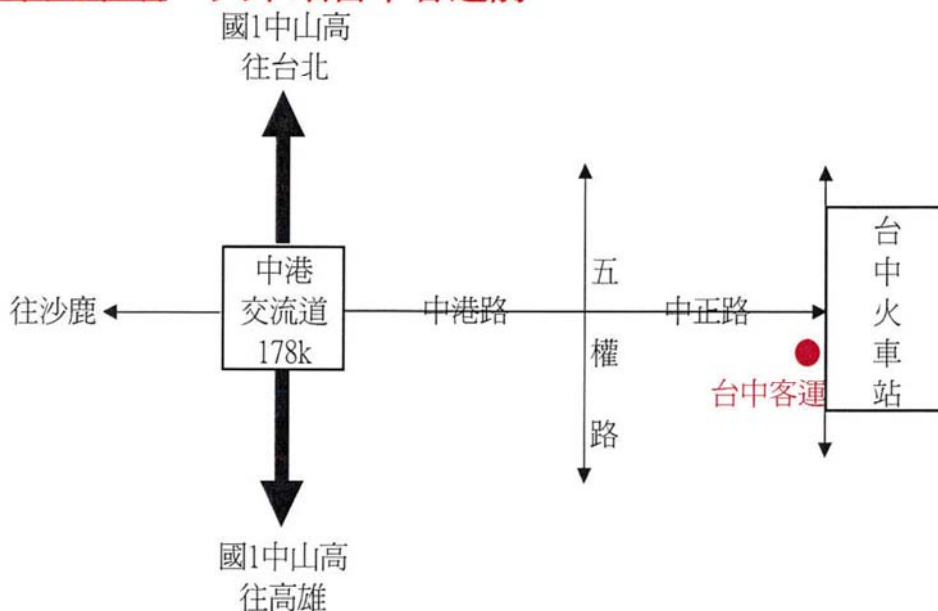 國1中山高
往台北
中港
交流道
178k
往沙鹿
中港路
五權路
中正路
台中火車站
台中客運
國1中山高
往高雄